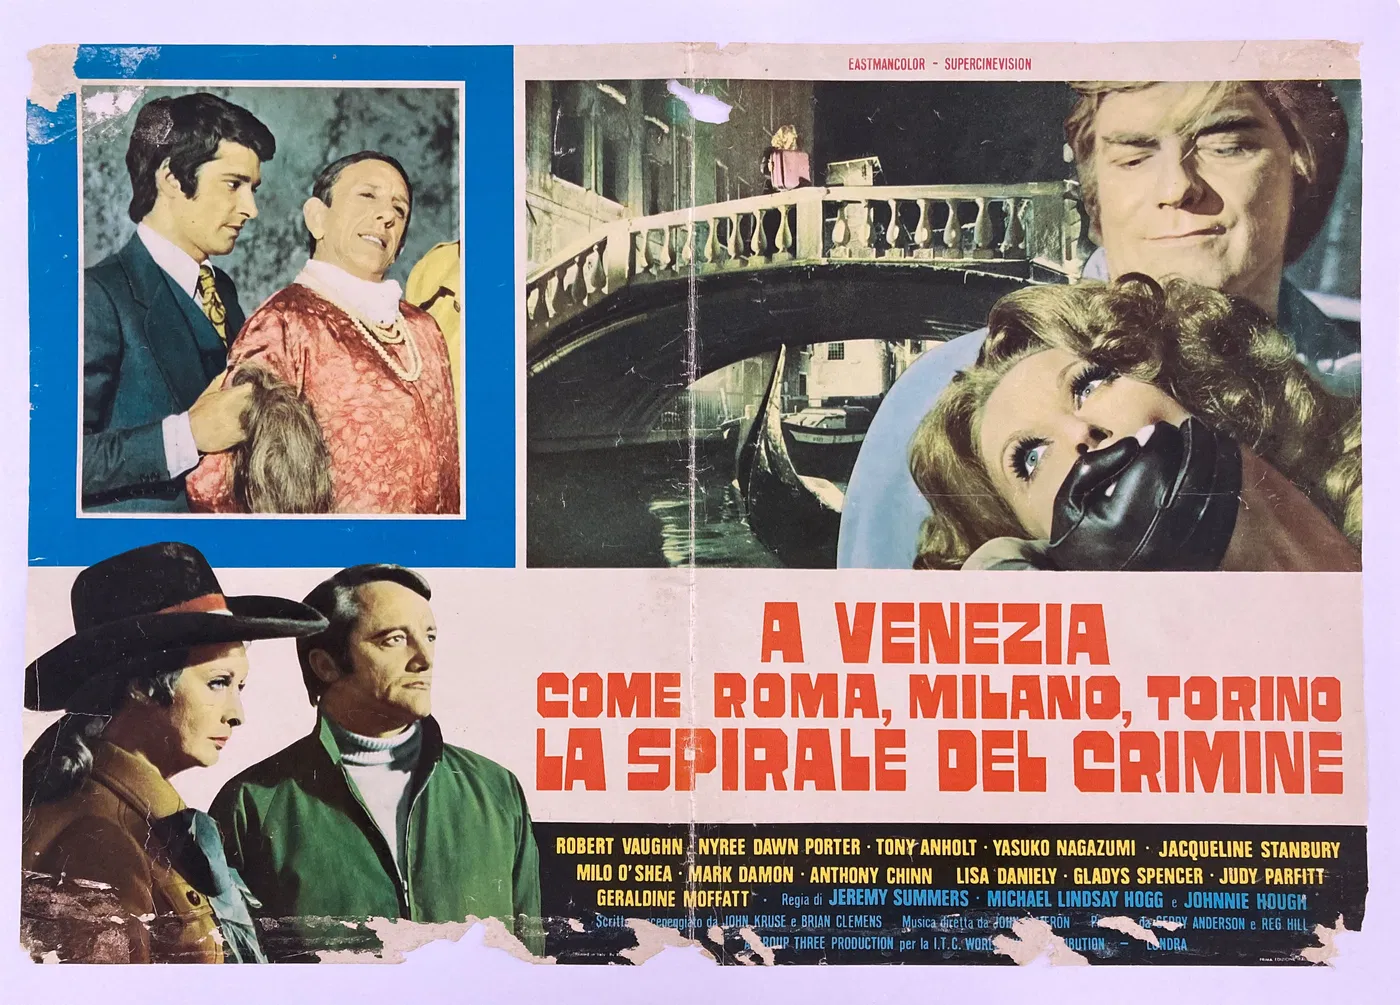 EASTMANCOLOR - SUPERCINEVISION
A VENEZIA
COME ROMA, MILANO, TORINO
LA SPIRALE DEL CRIMINE
ROBERT VAUGHN · NYREE DAWN PORTER · TONY ANHOLT · YASUKO NAGAZUMI · JACQUELINE STANBURY
MILO O'SHEA · MARK DAMON · ANTHONY CHINN LISA DANIELY · GLADYS SPENCER · JUDY PARFITT
GERALDINE MOFFATT · Regia di JEREMY SUMMERS · MICHAEL LINDSAY HOGG e JOHNNIE HOUGH
da JOHN KRUSE e BRIAN CLEMENS Musica diretta da JOHN da GERRY ANDERSON e REG HILL
GROUP THREE PRODUCTION per la I.T.C. LONDRA